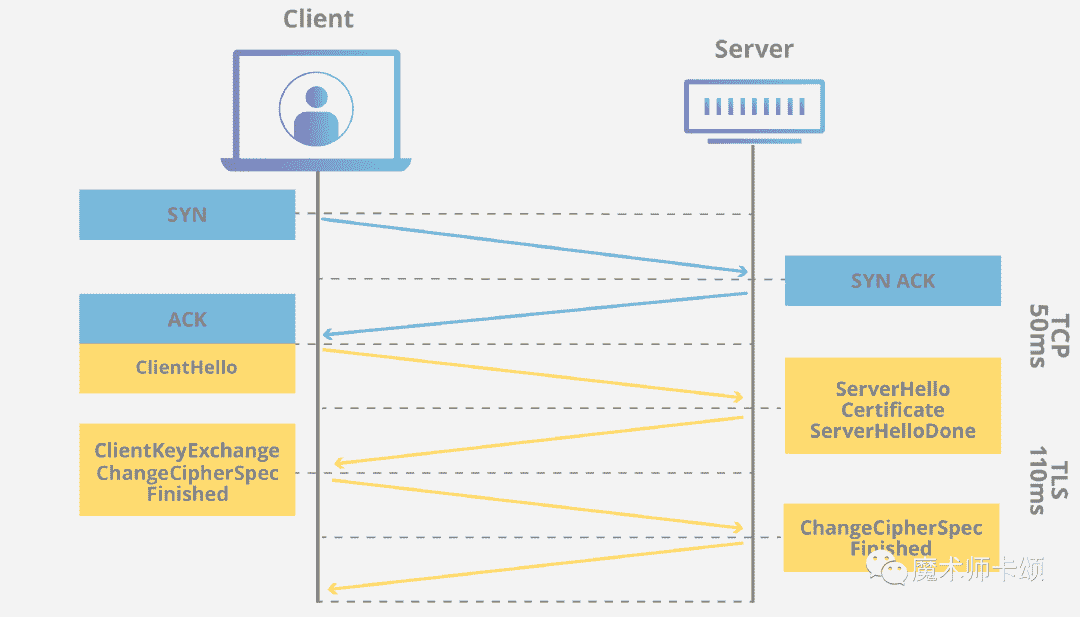 Client
Server
SYN
SYN ACK
ACK
ClientHello
TCP
50ms
ServerHello
Certificate
ServerHelloDone
ClientKeyExchange
ChangeCipherSpec
Finished
TLS
110ms
ChangeCipherSpec
Finished
魔术师卡颂